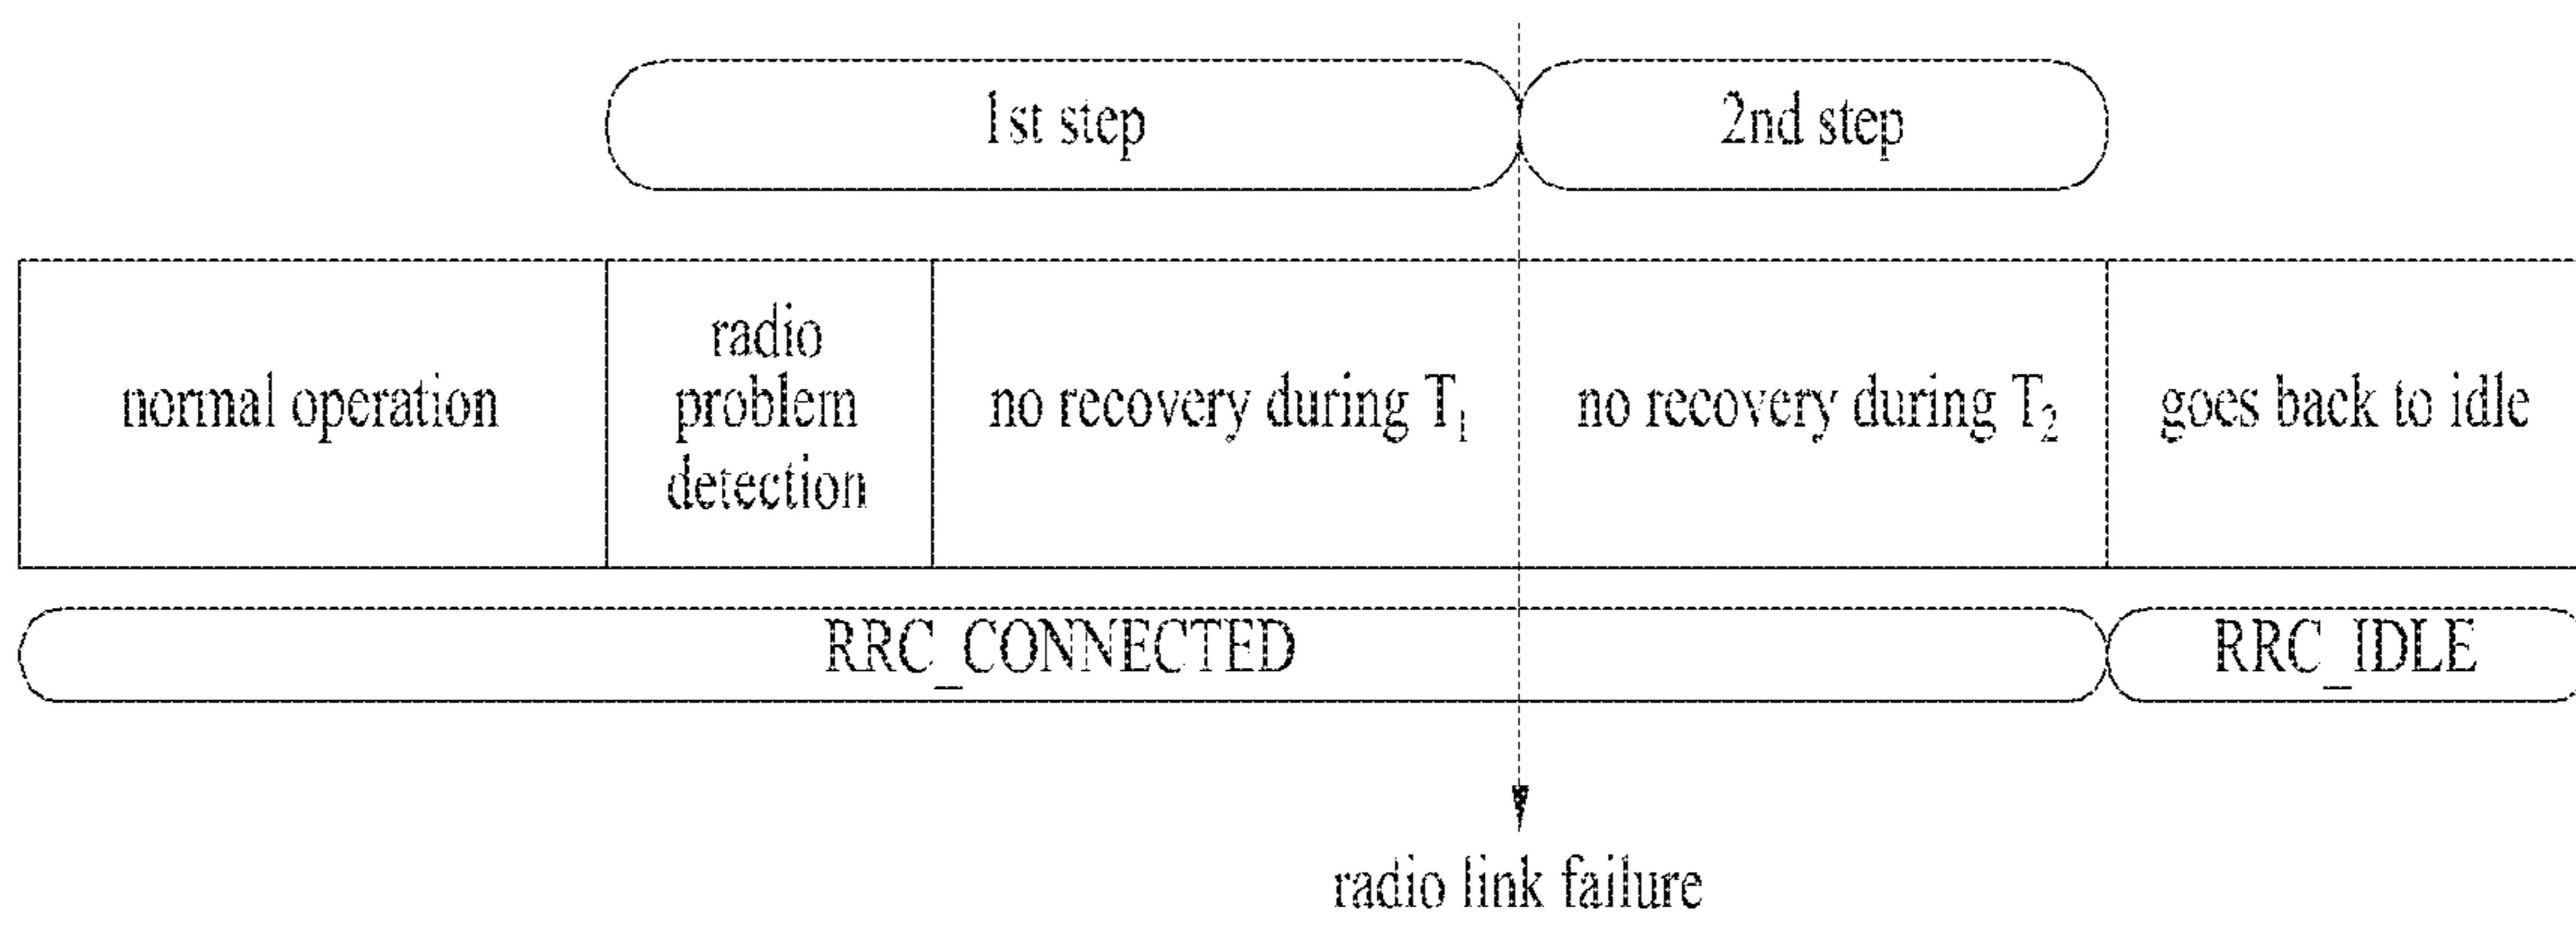 1st step
2nd step
normal operation
radio
problem
detection
no recovery during T₁
no recovery during T₂
goes back to idle
RRC_CONNECTED
RRC_IDLE
radio link failure